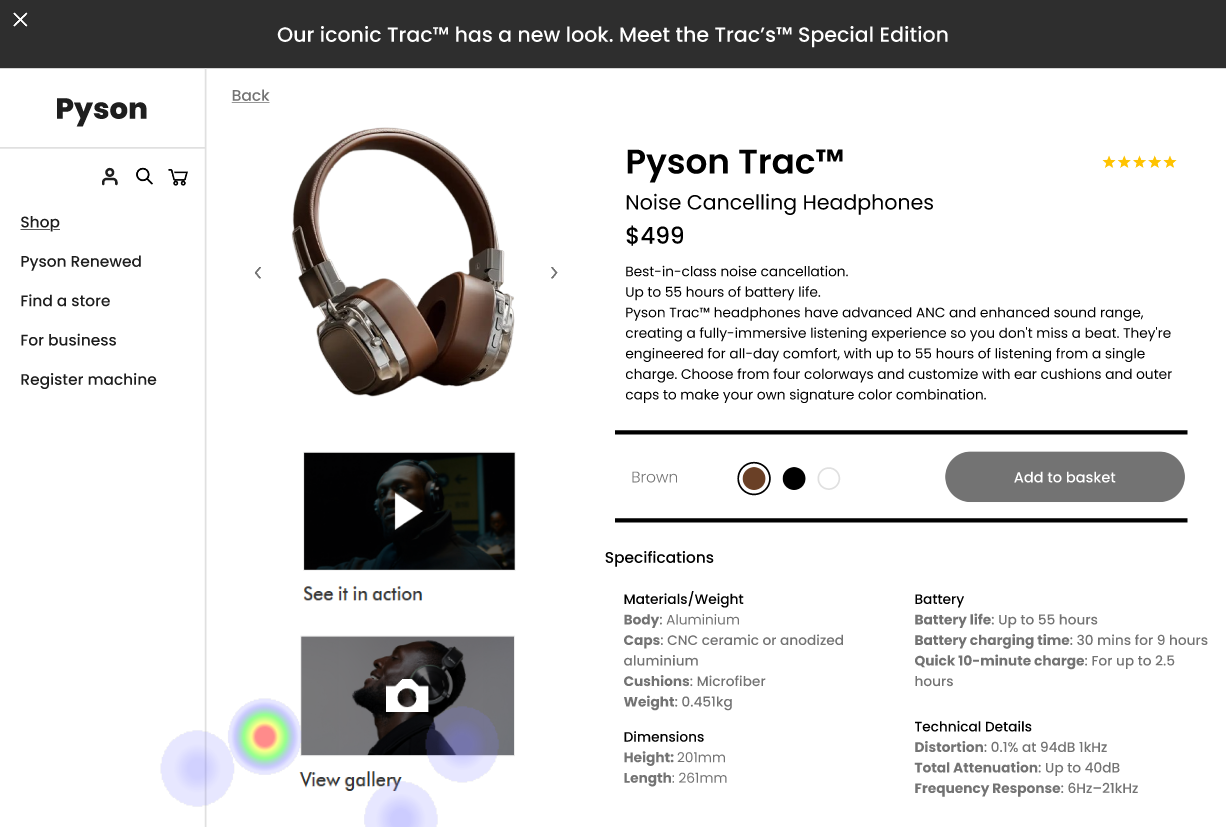 Our iconic Trac™ has a new look. Meet the Trac's™ Special Edition
Pyson
Shop
Pyson Renewed
Find a store
For business
Register machine
Back
See it in action
View gallery
Pyson Trac™
Noise Cancelling Headphones
$499
Best-in-class noise cancellation.
Up to 55 hours of battery life.
Pyson Trac™ headphones have advanced ANC and enhanced sound range,
creating a fully-immersive listening experience so you don't miss a beat. They're
engineered for all-day comfort, with up to 55 hours of listening from a single
charge. Choose from four colorways and customize with ear cushions and outer
caps to make your own signature color combination.
Brown
Add to basket
Specifications
Materials/Weight
Body: Aluminium
Caps: CNC ceramic or anodized
aluminium
Cushions: Microfiber
Weight: 0.451kg
Dimensions
Height: 201mm
Length: 261mm
Battery
Battery life: Up to 55 hours
Battery charging time: 30 mins for 9 hours
Quick 10-minute charge: For up to 2.5
hours
Technical Details
Distortion: 0.1% at 94dB 1kHz
Total Attenuation: Up to 40dB
Frequency Response: 6Hz–21kHz